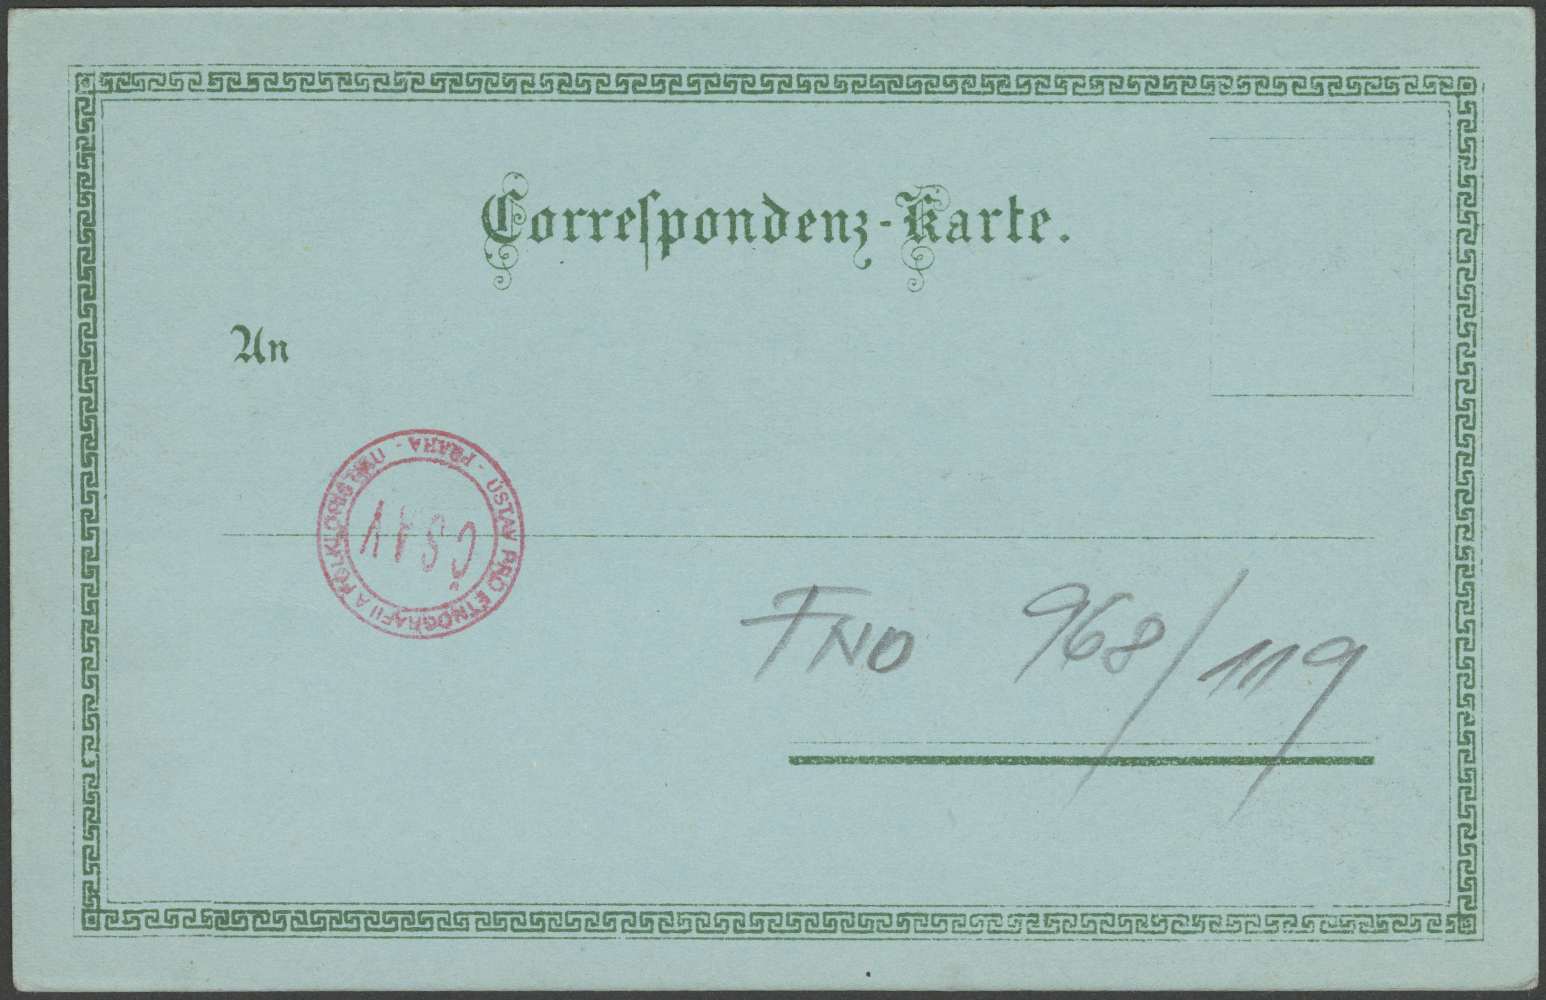 Correspondenz-Karte.
An
ÚSTAV PRO ETNOGRAFII A FOLKLORISTIKU - PRAHA -
ČSAV
FNO 968/119